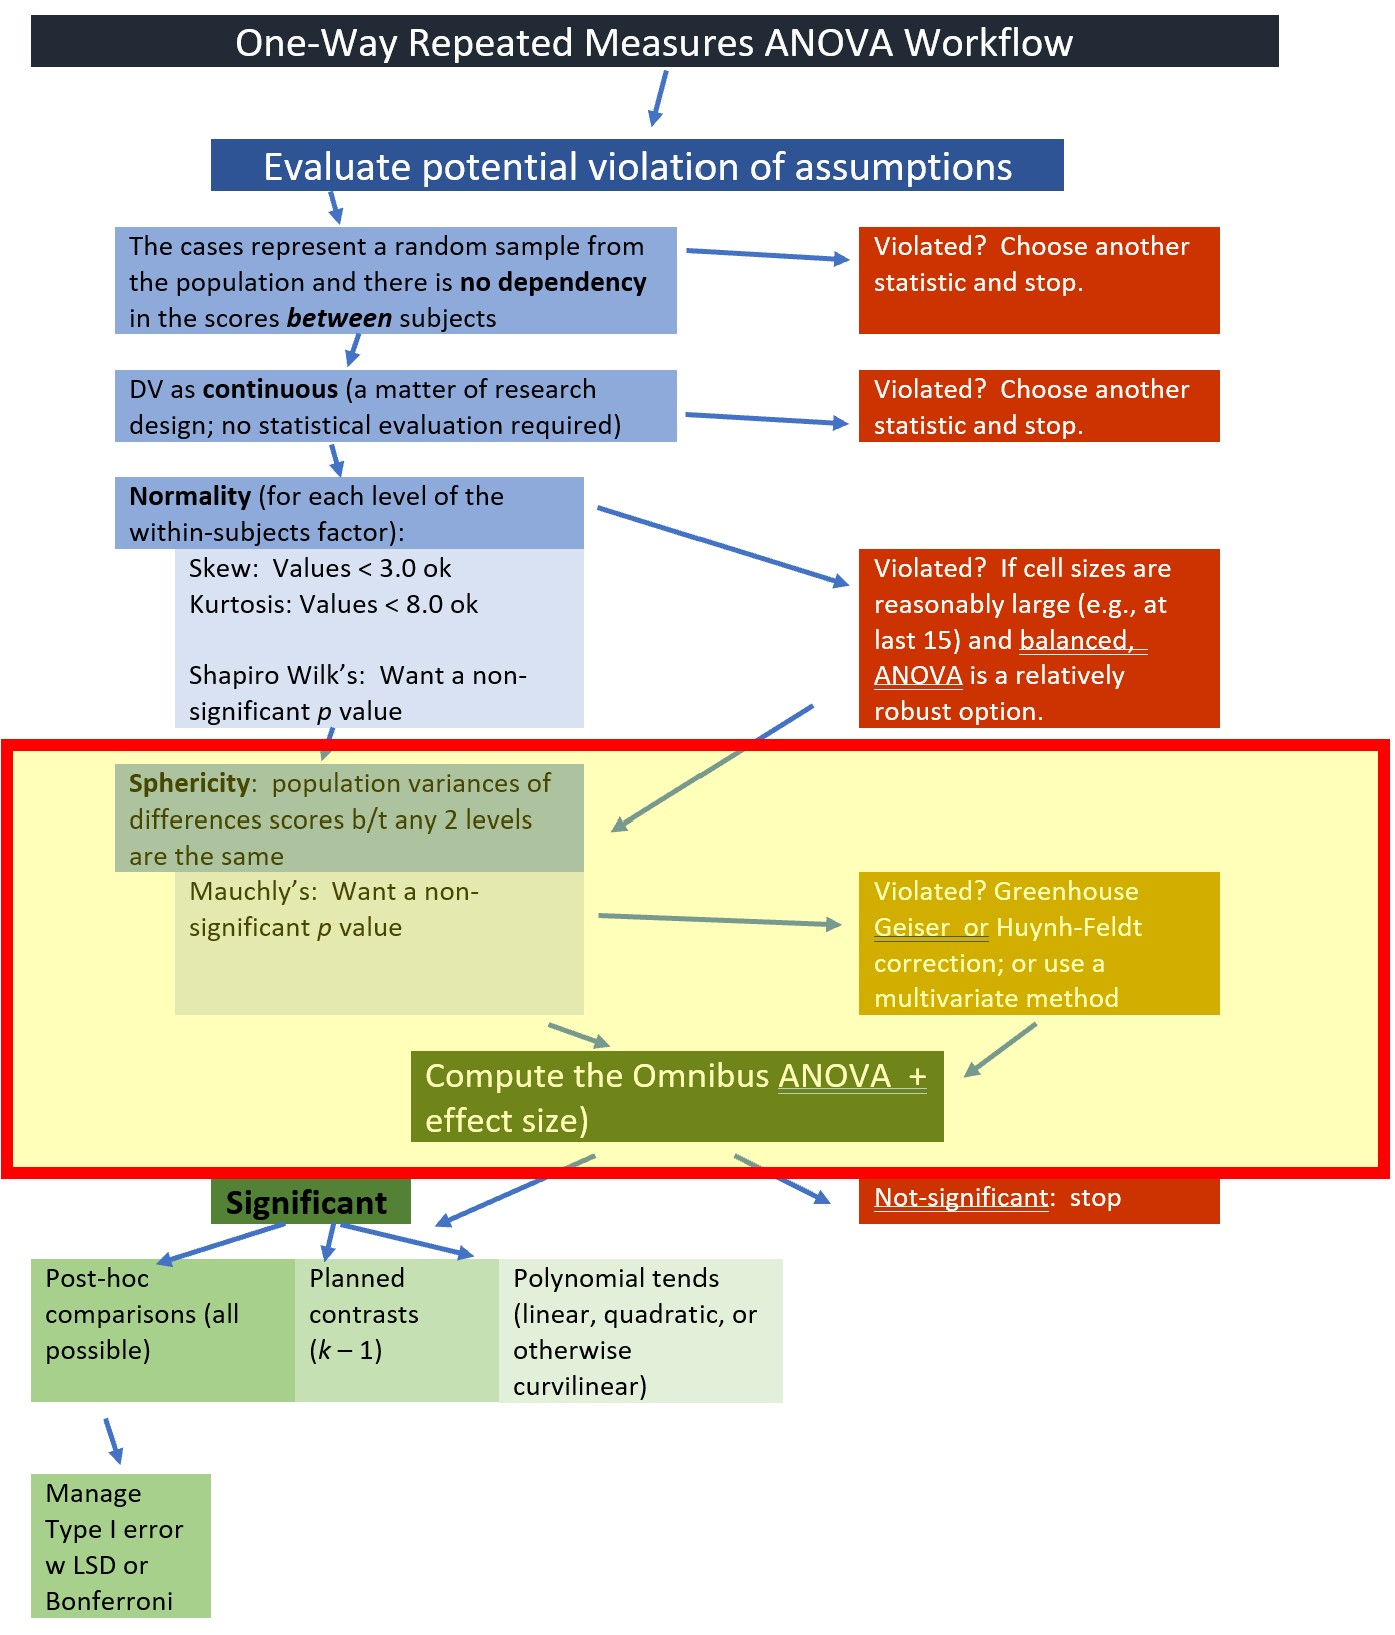 One-Way Repeated Measures ANOVA Workflow
Evaluate potential violation of assumptions
The cases represent a random sample from
the population and there is no dependency
in the scores between subjects
Violated?  Choose another
statistic and stop.
DV as continuous (a matter of research
design; no statistical evaluation required)
Violated?  Choose another
statistic and stop.
Normality (for each level of the
within-subjects factor):
Skew:  Values < 3.0 ok
Kurtosis: Values < 8.0 ok
Shapiro Wilk's:  Want a non-
significant p value
Violated?  If cell sizes are
reasonably large (e.g., at
last 15) and balanced,
ANOVA is a relatively
robust option.
Sphericity:  population variances of
differences scores b/t any 2 levels
are the same
Mauchly's:  Want a non-
significant p value
Violated? Greenhouse
Geiser  or Huynh-Feldt
correction; or use a
multivariate method
Compute the Omnibus ANOVA  +
effect size)
Significant
Not-significant:  stop
Post-hoc
comparisons (all
possible)
Planned
contrasts
(k – 1)
Polynomial tends
(linear, quadratic, or
otherwise
curvilinear)
Manage
Type I error
w LSD or
Bonferroni